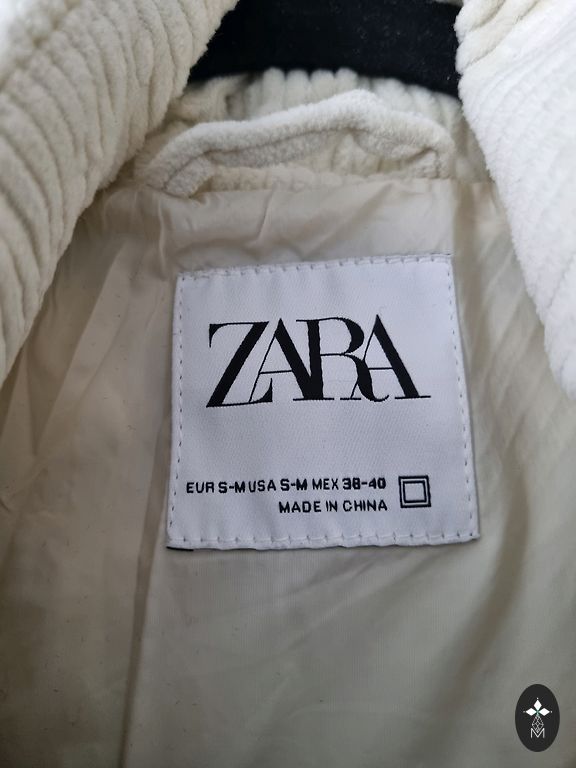 ZARA
EUR S-M USA S-M MEX 38-40
MADE IN CHINA
M